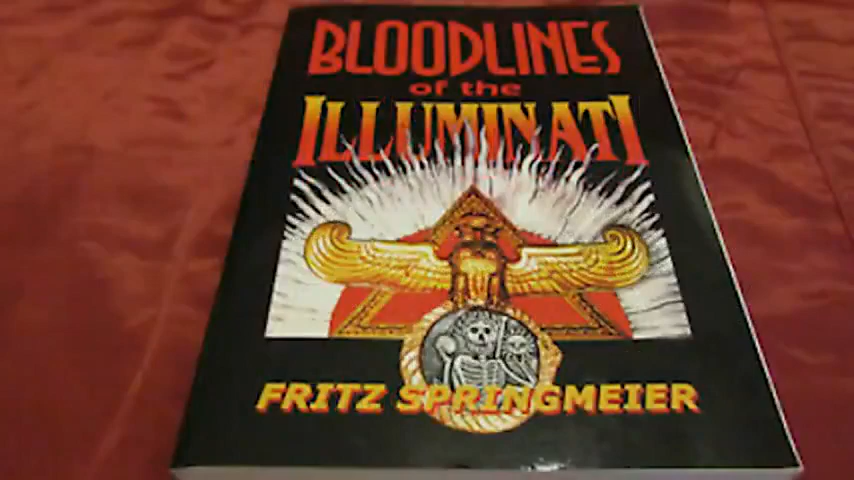 BLOODLINES
of the
ILLUMINATI
FRITZ SPRINGMEIER